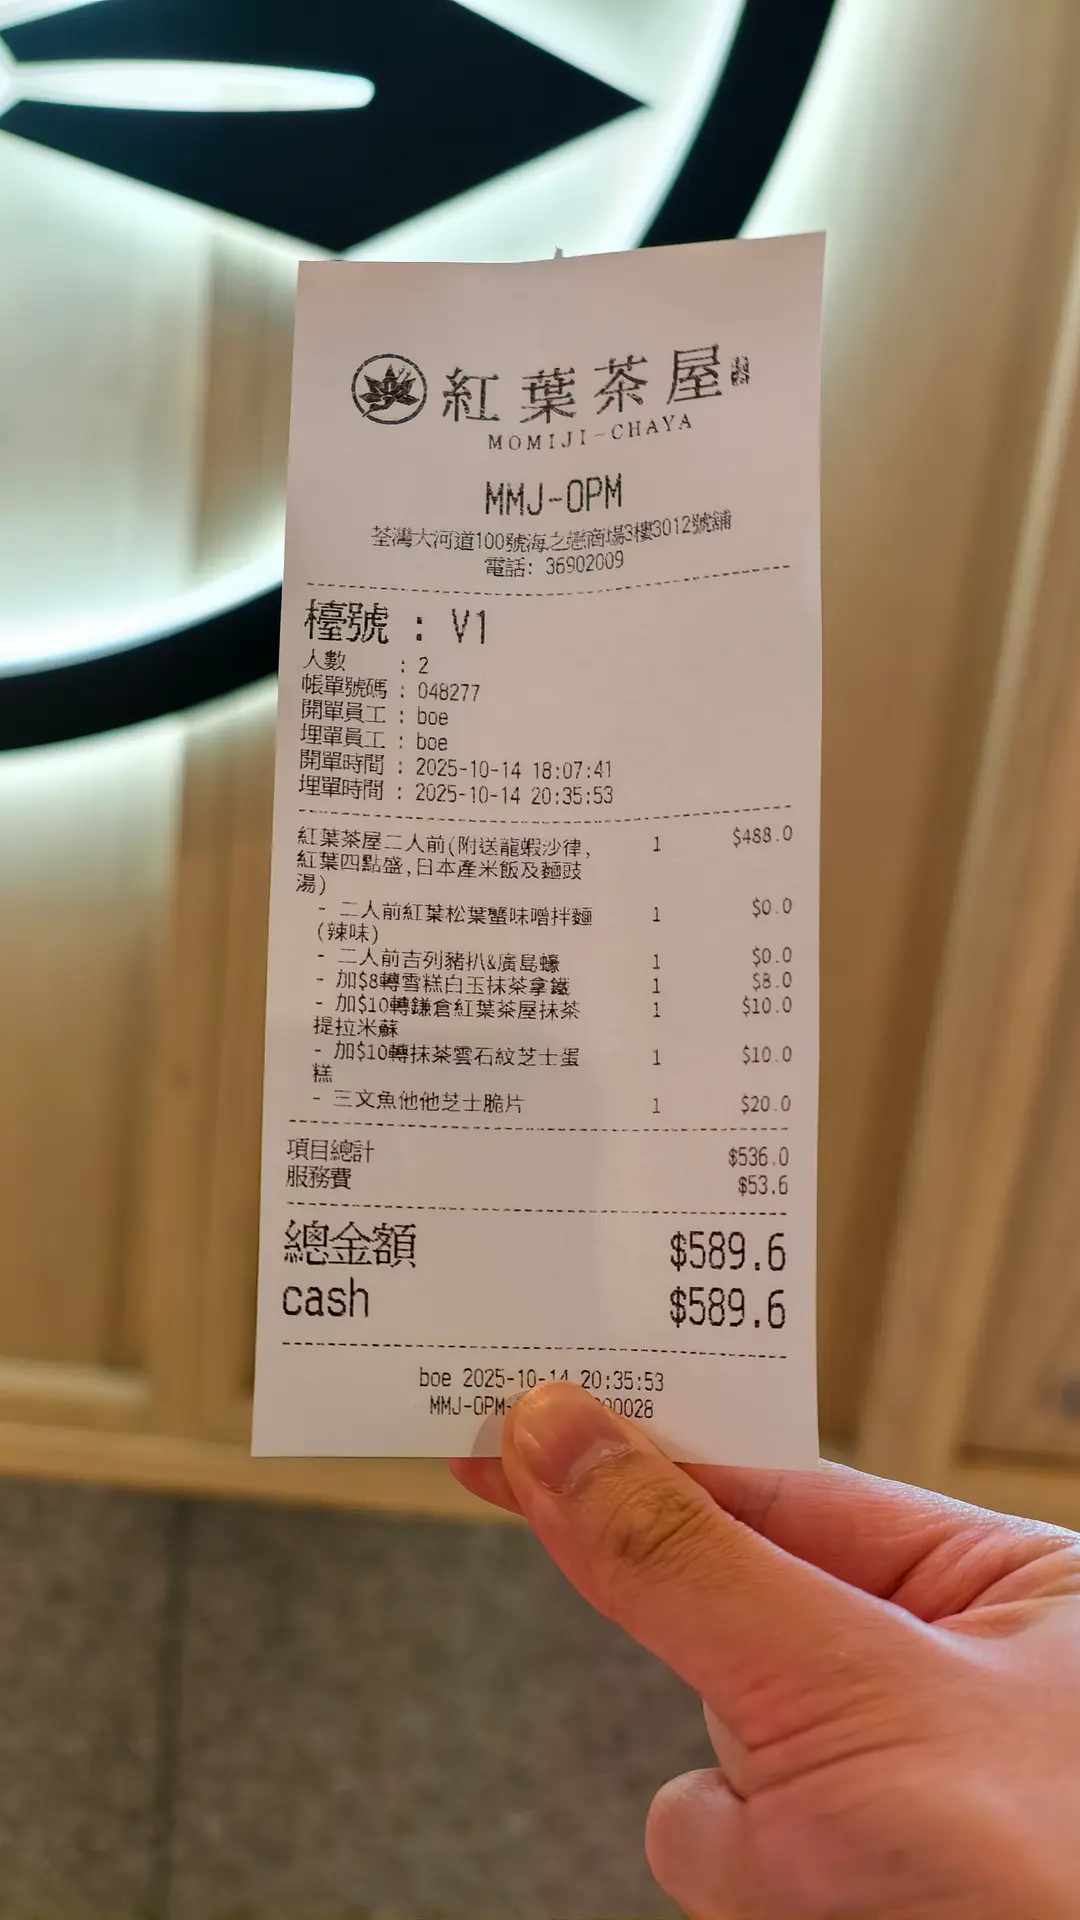 紅葉茶屋
MOMIJI-CHAYA
MMJ-OPM
荃灣大河道100號海之戀商場3樓3012號舖
電話: 36902009
檯號 : V1
人數 : 2
帳單號碼 : 048277
開單員工 : boe
埋單員工 : boe
開單時間 : 2025-10-14 18:07:41
埋單時間 : 2025-10-14 20:35:53
紅葉茶屋二人前(附送龍蝦沙律, 1 $488.0
紅葉四點盛,日本產米飯及麵豉
湯)
- 二人前紅葉松葉蟹味噌拌麵 1 $0.0
(辣味)
- 二人前吉列豬扒&廣島蠔 1 $0.0
- 加$8轉雪糕白玉抹茶拿鐵 1 $8.0
- 加$10轉鎌倉紅葉茶屋抹茶 1 $10.0
提拉米蘇
- 加$10轉抹茶雲石紋芝士蛋 1 $10.0
糕
- 三文魚他他芝士脆片 1 $20.0
項目總計 $536.0
服務費 $53.6
總金額 $589.6
cash $589.6
boe 2025-10-14 20:35:53
MMJ-OPM- 00028